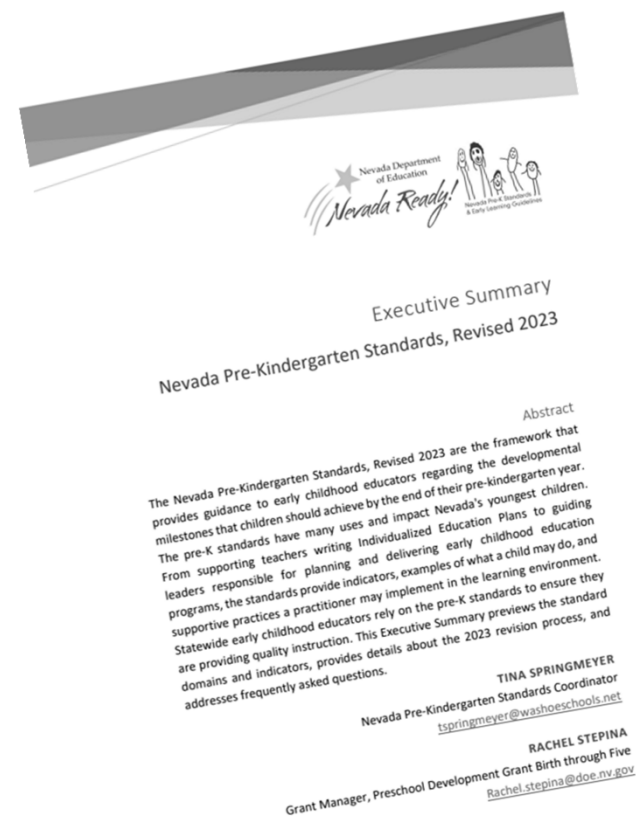 Nevada Department
of Education
Nevada Ready!
Nevada Pre-K Standards
& Early Learning Guidelines
Executive Summary
Nevada Pre-Kindergarten Standards, Revised 2023
Abstract
The Nevada Pre-Kindergarten Standards, Revised 2023 are the framework that
provides guidance to early childhood educators regarding the developmental
milestones that children should achieve by the end of their pre-kindergarten year.
The pre-K standards have many uses and impact Nevada's youngest children.
From supporting teachers writing Individualized Education Plans to guiding
leaders responsible for planning and delivering early childhood education
programs, the standards provide indicators, examples of what a child may do, and
supportive practices a practitioner may implement in the learning environment.
Statewide early childhood educators rely on the pre-K standards to ensure they
are providing quality instruction. This Executive Summary previews the standard
domains and indicators, provides details about the 2023 revision process, and
addresses frequently asked questions.
TINA SPRINGMEYER
Nevada Pre-Kindergarten Standards Coordinator
tspringmeyer@washoeschools.net
RACHEL STEPINA
Grant Manager, Preschool Development Grant Birth through Five
Rachel.stepina@doe.nv.gov